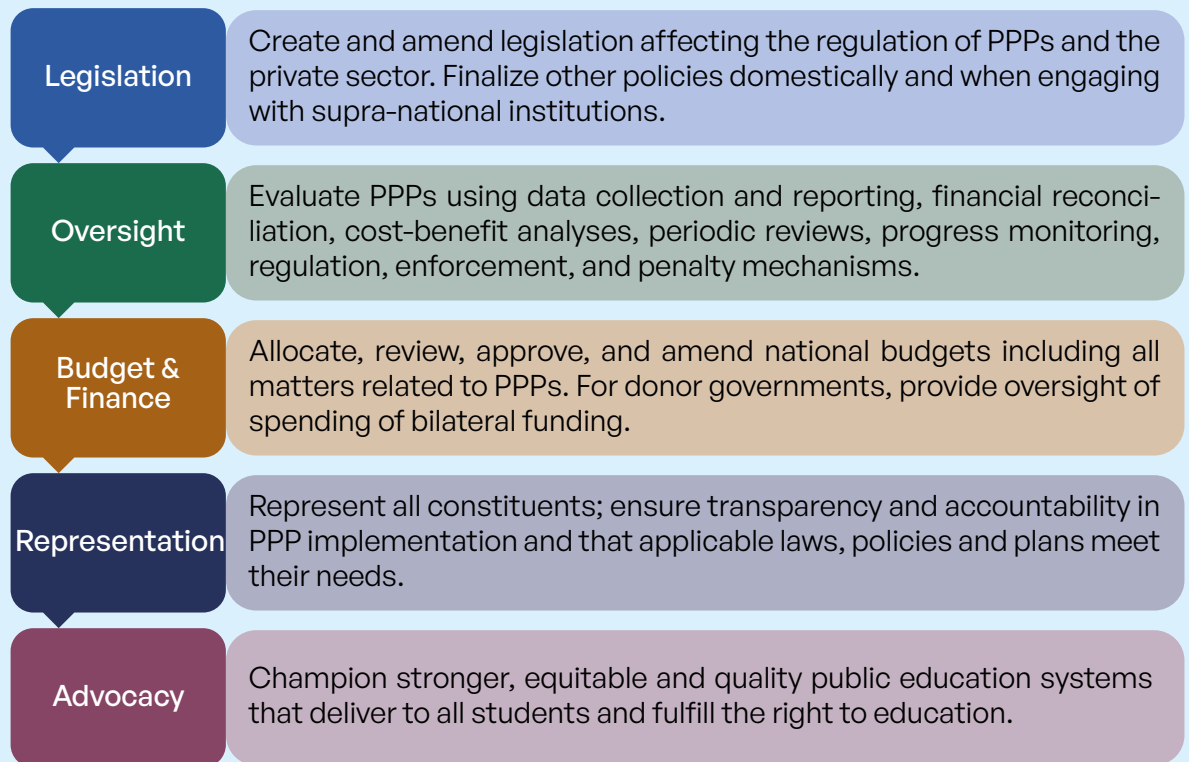 Legislation
Create and amend legislation affecting the regulation of PPPs and the
private sector. Finalize other policies domestically and when engaging
with supra-national institutions.
Oversight
Evaluate PPPs using data collection and reporting, financial reconci-
liation, cost-benefit analyses, periodic reviews, progress monitoring,
regulation, enforcement, and penalty mechanisms.
Budget &
Finance
Allocate, review, approve, and amend national budgets including all
matters related to PPPs. For donor governments, provide oversight of
spending of bilateral funding.
Representation
Represent all constituents; ensure transparency and accountability in
PPP implementation and that applicable laws, policies and plans meet
their needs.
Advocacy
Champion stronger, equitable and quality public education systems
that deliver to all students and fulfill the right to education.